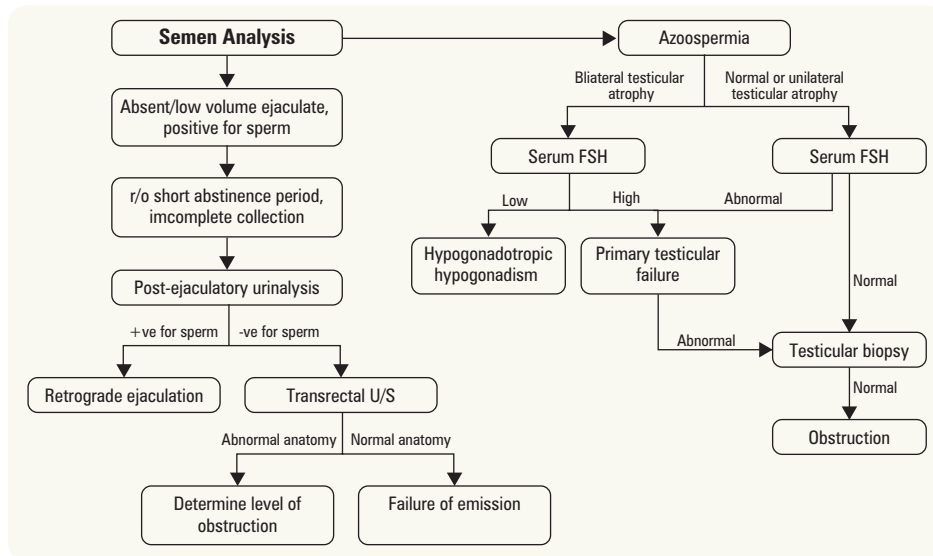 Semen Analysis
Azoospermia
Blilateral testicular
atrophy
Normal or unilateral
testicular atrophy
Absent/low volume ejaculate,
positive for sperm
Serum FSH
Serum FSH
r/o short abstinence period,
imcomplete collection
Low
High
Abnormal
Hypogonadotropic
hypogonadism
Primary testicular
failure
Post-ejaculatory urinalysis
Normal
+ve for sperm
-ve for sperm
Abnormal
Testicular biopsy
Retrograde ejaculation
Transrectal U/S
Normal
Abnormal anatomy
Normal anatomy
Obstruction
Determine level of
obstruction
Failure of emission